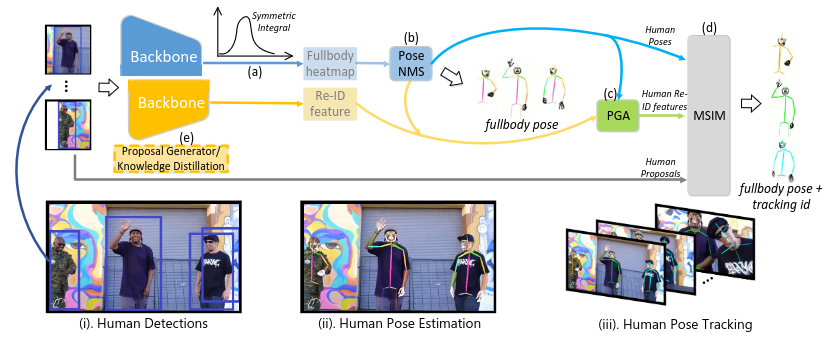 Symmetric
Integral
(a)
Backbone
Backbone
(e)
Proposal Generator/
Knowledge Distillation
Fullbody
heatmap
Re-ID
feature
(b)
Pose
NMS
fullbody pose
(c)
PGA
Human
Poses
Human Re-
ID features
Human
Proposals
(d)
MSIM
fullbody pose +
tracking id
(i). Human Detections
(ii). Human Pose Estimation
(iii). Human Pose Tracking